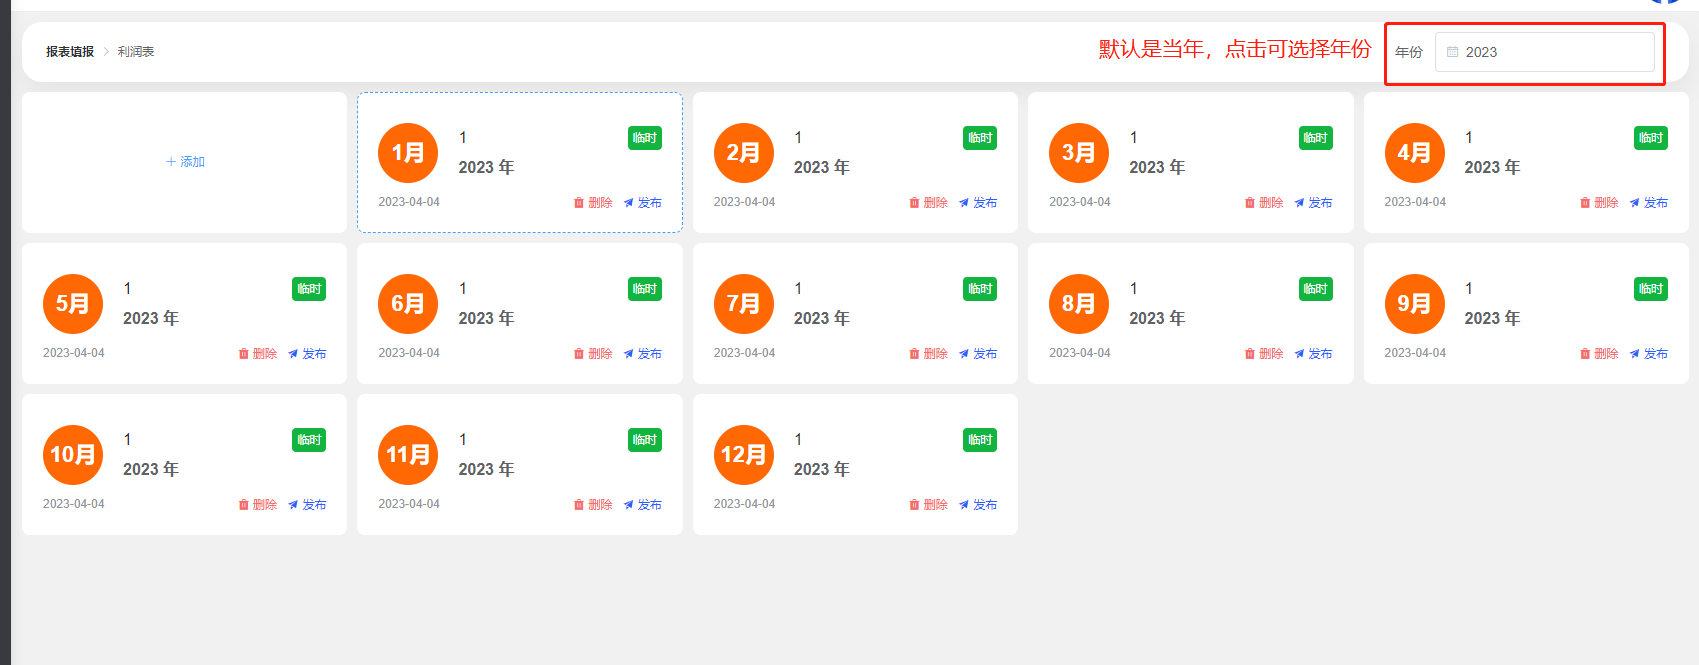 报表填报 > 利润表
默认是当年，点击可选择年份
年份 2023
+ 添加
1月
1
临时
2023 年
2023-04-04
删除 发布
2月
1
临时
2023 年
2023-04-04
删除 发布
3月
1
临时
2023 年
2023-04-04
删除 发布
4月
1
临时
2023 年
2023-04-04
删除 发布
5月
1
临时
2023 年
2023-04-04
删除 发布
6月
1
临时
2023 年
2023-04-04
删除 发布
7月
1
临时
2023 年
2023-04-04
删除 发布
8月
1
临时
2023 年
2023-04-04
删除 发布
9月
1
临时
2023 年
2023-04-04
删除 发布
10月
1
临时
2023 年
2023-04-04
删除 发布
11月
1
临时
2023 年
2023-04-04
删除 发布
12月
1
临时
2023 年
2023-04-04
删除 发布